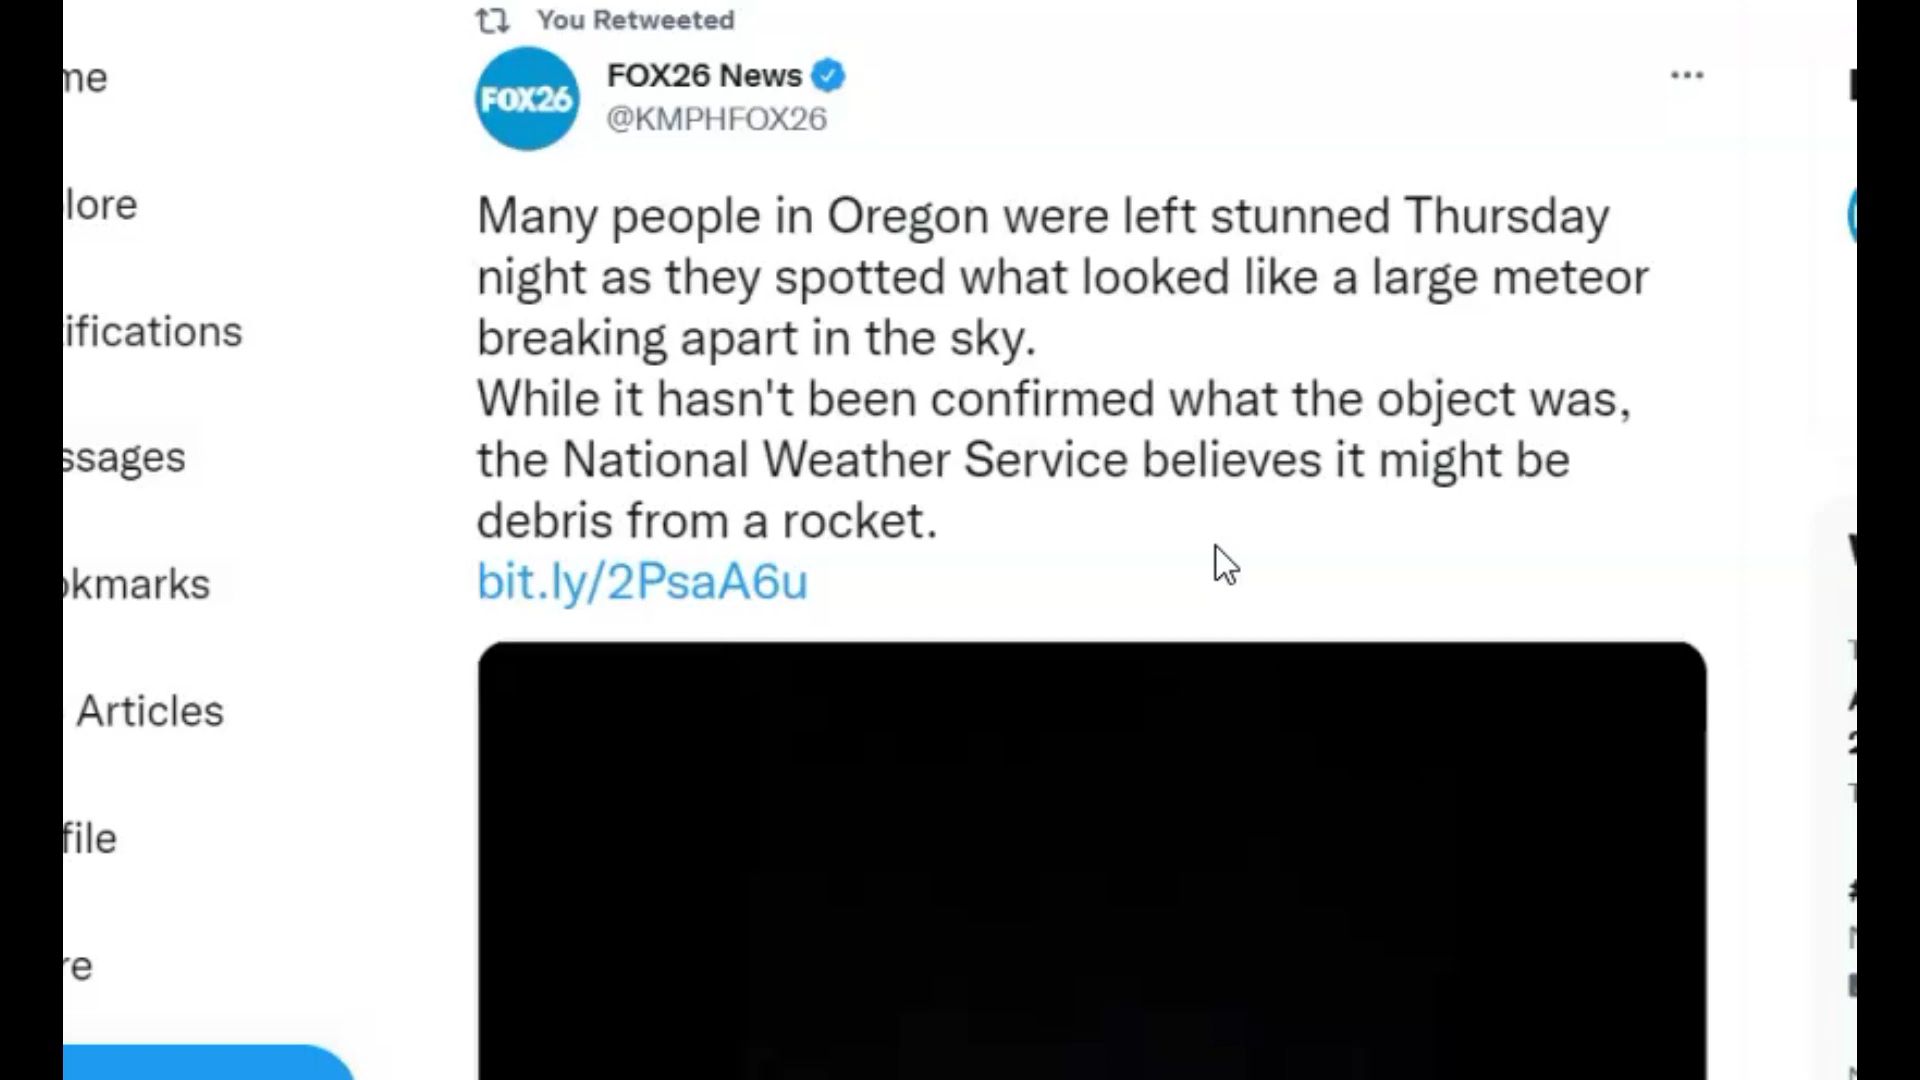 You Retweeted
FOX26
FOX26 News
@KMPHFOX26
Many people in Oregon were left stunned Thursday
night as they spotted what looked like a large meteor
breaking apart in the sky.
While it hasn't been confirmed what the object was,
the National Weather Service believes it might be
debris from a rocket.
bit.ly/2PsaA6u
me
lore
ifications
ssages
okmarks
Articles
file
re